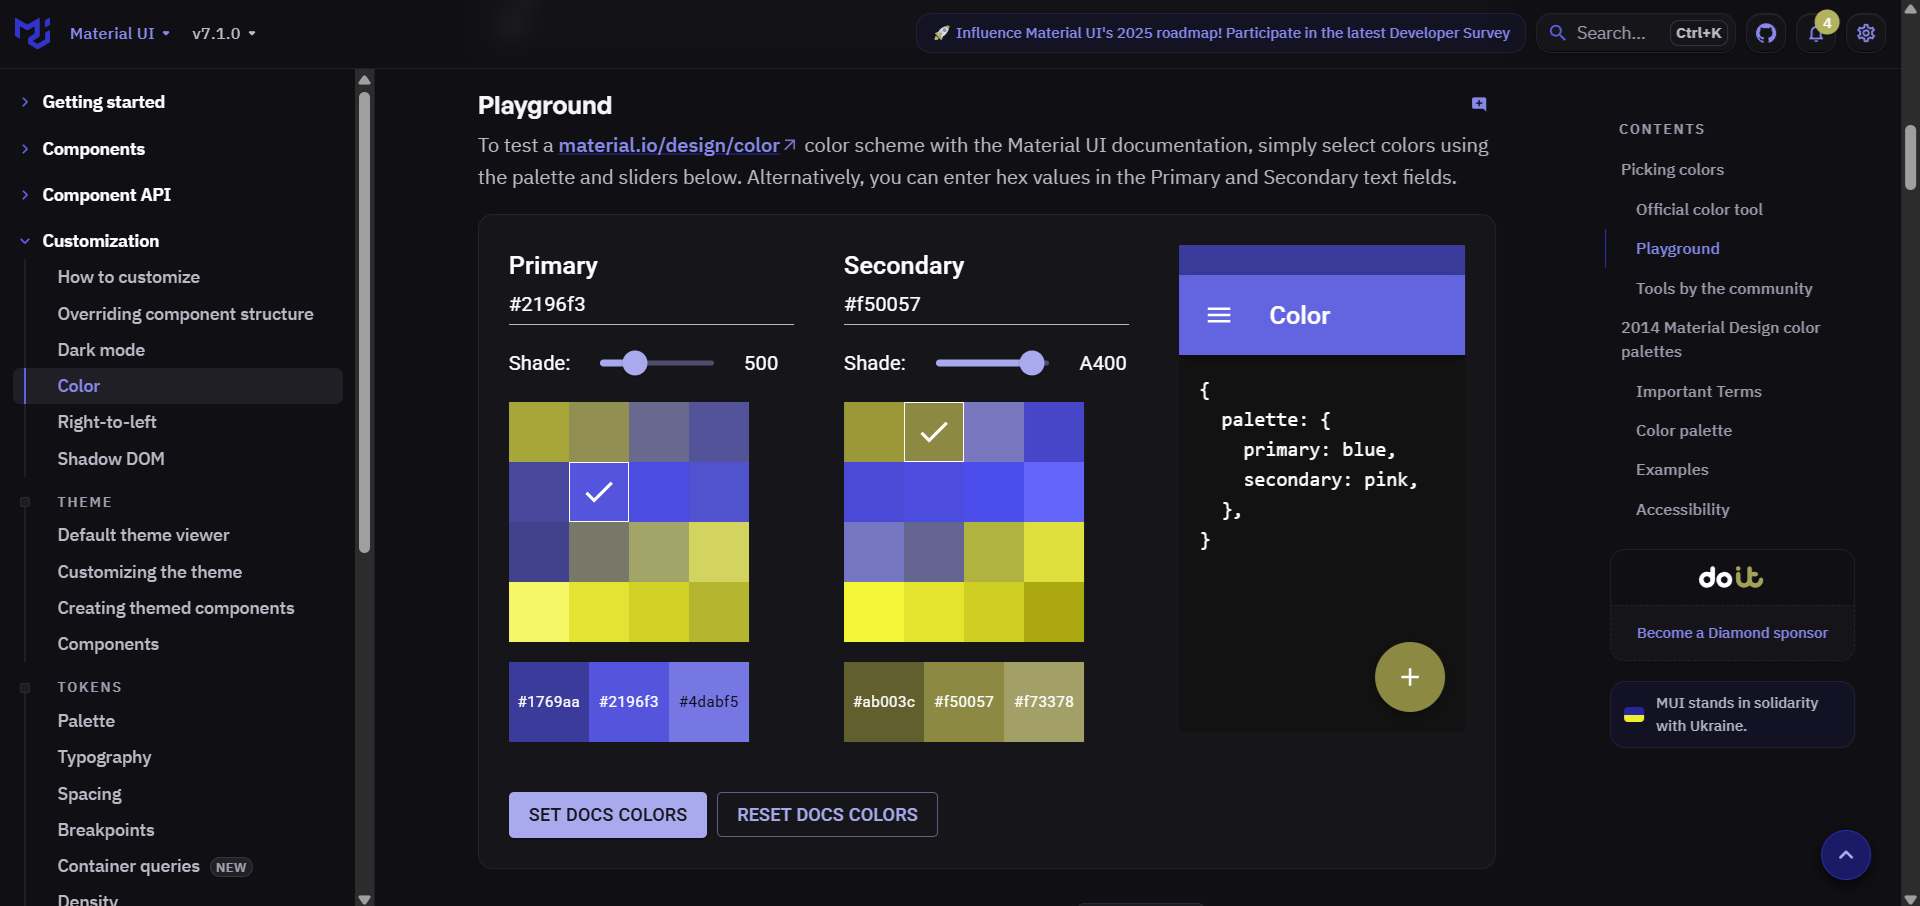 Material UI
v7.1.0
🚀 Influence Material UI's 2025 roadmap! Participate in the latest Developer Survey
Search...
Ctrl+K
4
Getting started
Components
Component API
Customization
How to customize
Overriding component structure
Dark mode
Color
Right-to-left
Shadow DOM
THEME
Default theme viewer
Customizing the theme
Creating themed components
Components
TOKENS
Palette
Typography
Spacing
Breakpoints
Container queries NEW
Density
Playground
To test a material.io/design/color color scheme with the Material UI documentation, simply select colors using
the palette and sliders below. Alternatively, you can enter hex values in the Primary and Secondary text fields.
Primary
#2196f3
Shade:
500
#1769aa
#2196f3
#4dabf5
Secondary
#f50057
Shade:
A400
#ab003c
#f50057
#f73378
Color
{
palette: {
primary: blue,
secondary: pink,
},
}
SET DOCS COLORS
RESET DOCS COLORS
CONTENTS
Picking colors
Official color tool
Playground
Tools by the community
2014 Material Design color
palettes
Important Terms
Color palette
Examples
Accessibility
doit
Become a Diamond sponsor
MUI stands in solidarity
with Ukraine.